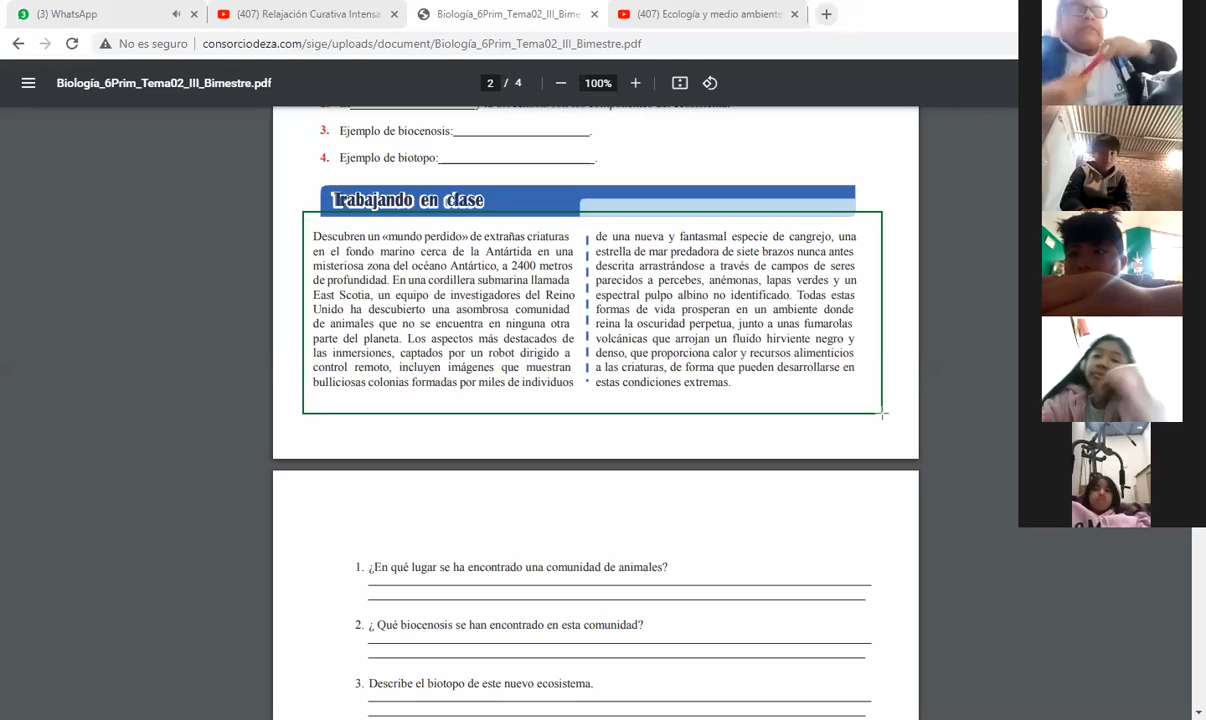 (3) WhatsApp
(407) Relajación Curativa Intensa
Biología_6Prim_Tema02_III_Bime
(407) Ecología y medio ambiente
No es seguro
consorciodeza.com/sige/uploads/document/Biología_6Prim_Tema02_III_Bimestre.pdf
Biología_6Prim_Tema02_III_Bimestre.pdf
2 / 4
100%
3. Ejemplo de biocenosis:
4. Ejemplo de biotopo:
Trabajando en clase
Descubren un «mundo perdido» de extrañas criaturas
en el fondo marino cerca de la Antártida en una
misteriosa zona del océano Antártico, a 2400 metros
de profundidad. En una cordillera submarina llamada
East Scotia, un equipo de investigadores del Reino
Unido ha descubierto una asombrosa comunidad
de animales que no se encuentra en ninguna otra
parte del planeta. Los aspectos más destacados de
las inmersiones, captados por un robot dirigido a
control remoto, incluyen imágenes que muestran
bulliciosas colonias formadas por miles de individuos
de una nueva y fantasmal especie de cangrejo, una
estrella de mar predadora de siete brazos nunca antes
descrita arrastrándose a través de campos de seres
parecidos a percebes, anémonas, lapas verdes y un
espectral pulpo albino no identificado. Todas estas
formas de vida prosperan en un ambiente donde
reina la oscuridad perpetua, junto a unas fumarolas
volcánicas que arrojan un fluido hirviente negro y
denso, que proporciona calor y recursos alimenticios
a las criaturas, de forma que pueden desarrollarse en
estas condiciones extremas.
1. ¿En qué lugar se ha encontrado una comunidad de animales?
2. ¿ Qué biocenosis se han encontrado en esta comunidad?
3. Describe el biotopo de este nuevo ecosistema.